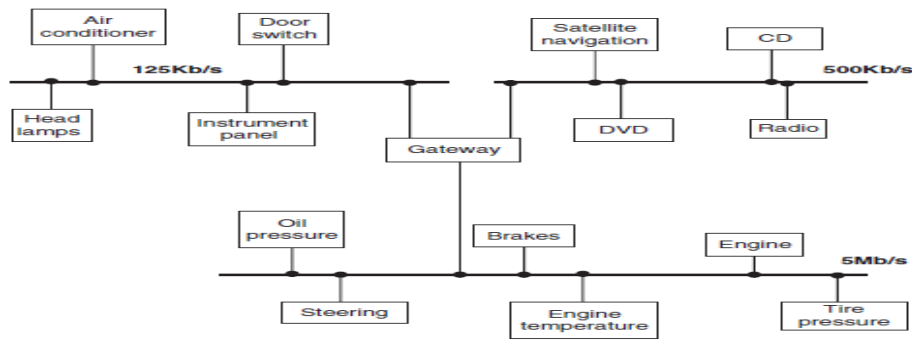 Air
conditioner
Door
switch
Satellite
navigation
CD
125Kb/s
500Kb/s
Head
lamps
Instrument
panel
DVD
Radio
Gateway
Oil
pressure
Brakes
Engine
5Mb/s
Steering
Engine
temperature
Tire
pressure